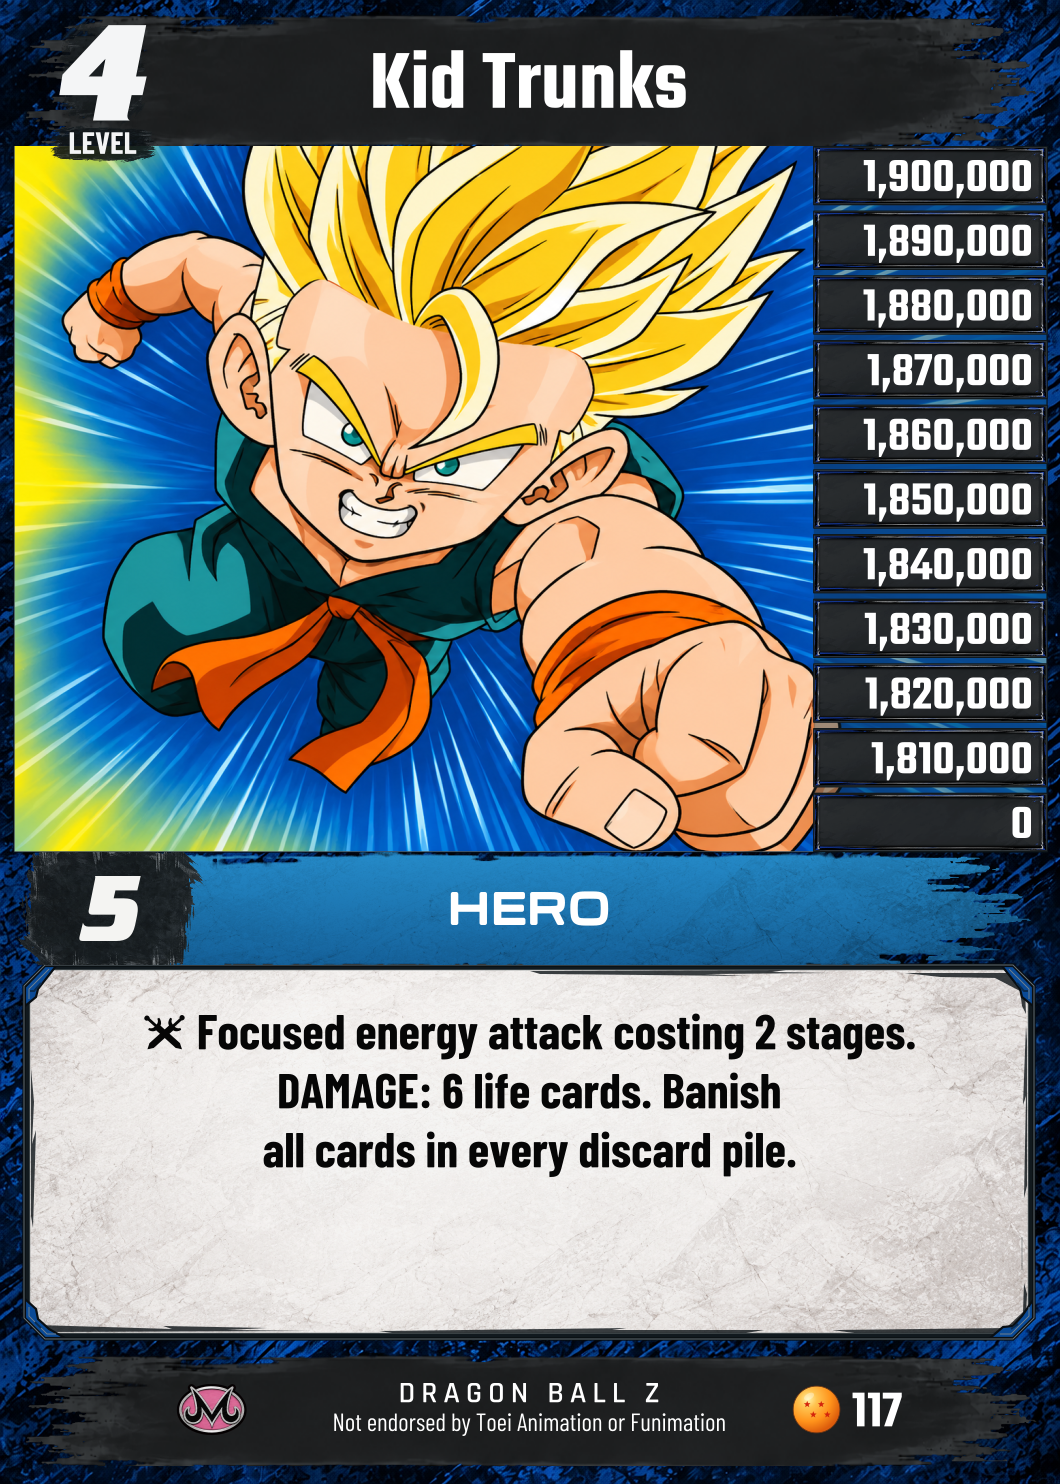 4
LEVEL
Kid Trunks
1,900,000
1,890,000
1,880,000
1,870,000
1,860,000
1,850,000
1,840,000
1,830,000
1,820,000
1,810,000
0
5
HERO
Focused energy attack costing 2 stages.
DAMAGE: 6 life cards. Banish
all cards in every discard pile.
M
DRAGON BALL Z
Not endorsed by Toei Animation or Funimation
117